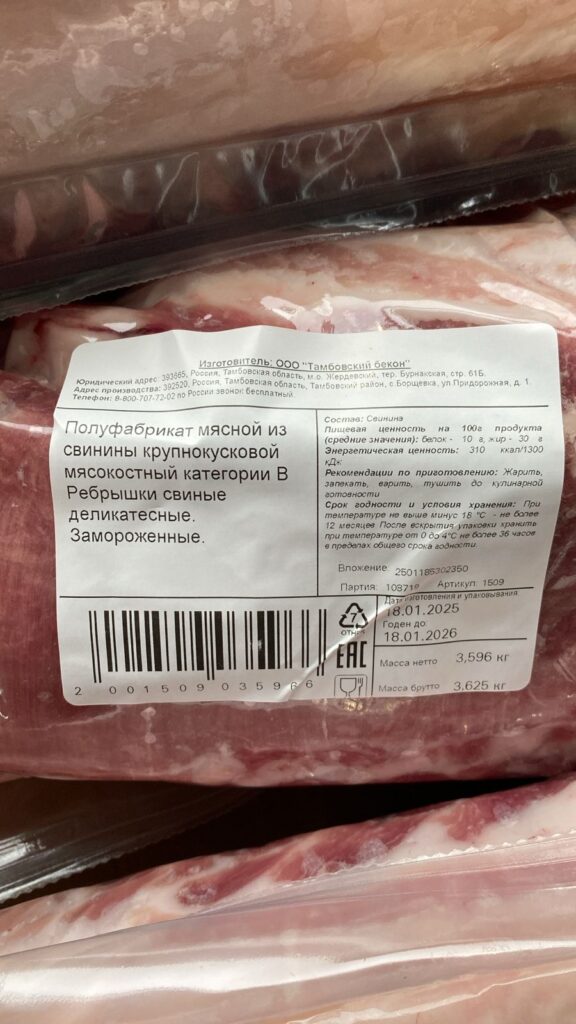 Изготовитель: ООО "Тамбовский бекон"
Юридический адрес: 393665, Россия, Тамбовская область, м.о. Жердевский, тер. Бурнакская, стр. 61Б.
Адрес производства: 392520, Россия, Тамбовская область, Тамбовский район, с.Борщевка, ул Придорожная, д. 1.
Телефон: 8-800-707-72-02 по России звонок бесплатный.
Полуфабрикат мясной из
свинины крупнокусковой
мясокостный категории В
Ребрышки свиные
деликатесные.
Замороженные.
Состав: Свинина
Пищевая ценность на 100г продукта
(средние значения): белок - 10 г, жир - 30 г
Энергетическая ценность: 310 ккал/1300
кДж
Рекомендации по приготовлению: Жарить,
запекать, варить, тушить до кулинарной
готовности
Срок годности и условия хранения: При
температуре не выше минус 18 °С - не более
12 месяцев После вскрытия упаковки хранить
при температуре от 0 до 4°С не более 36 часов
в пределах общего срока годности.
Вложение: 2501185302350
Партия: 10871 Артикул: 1509
Дата изготовления и упаковывания
18.01.2025
Годен до:
18.01.2026
Масса нетто 3,596 кг
Масса брутто 3,625 кг
7
ОТНЕС
EAC
2 001509 035966